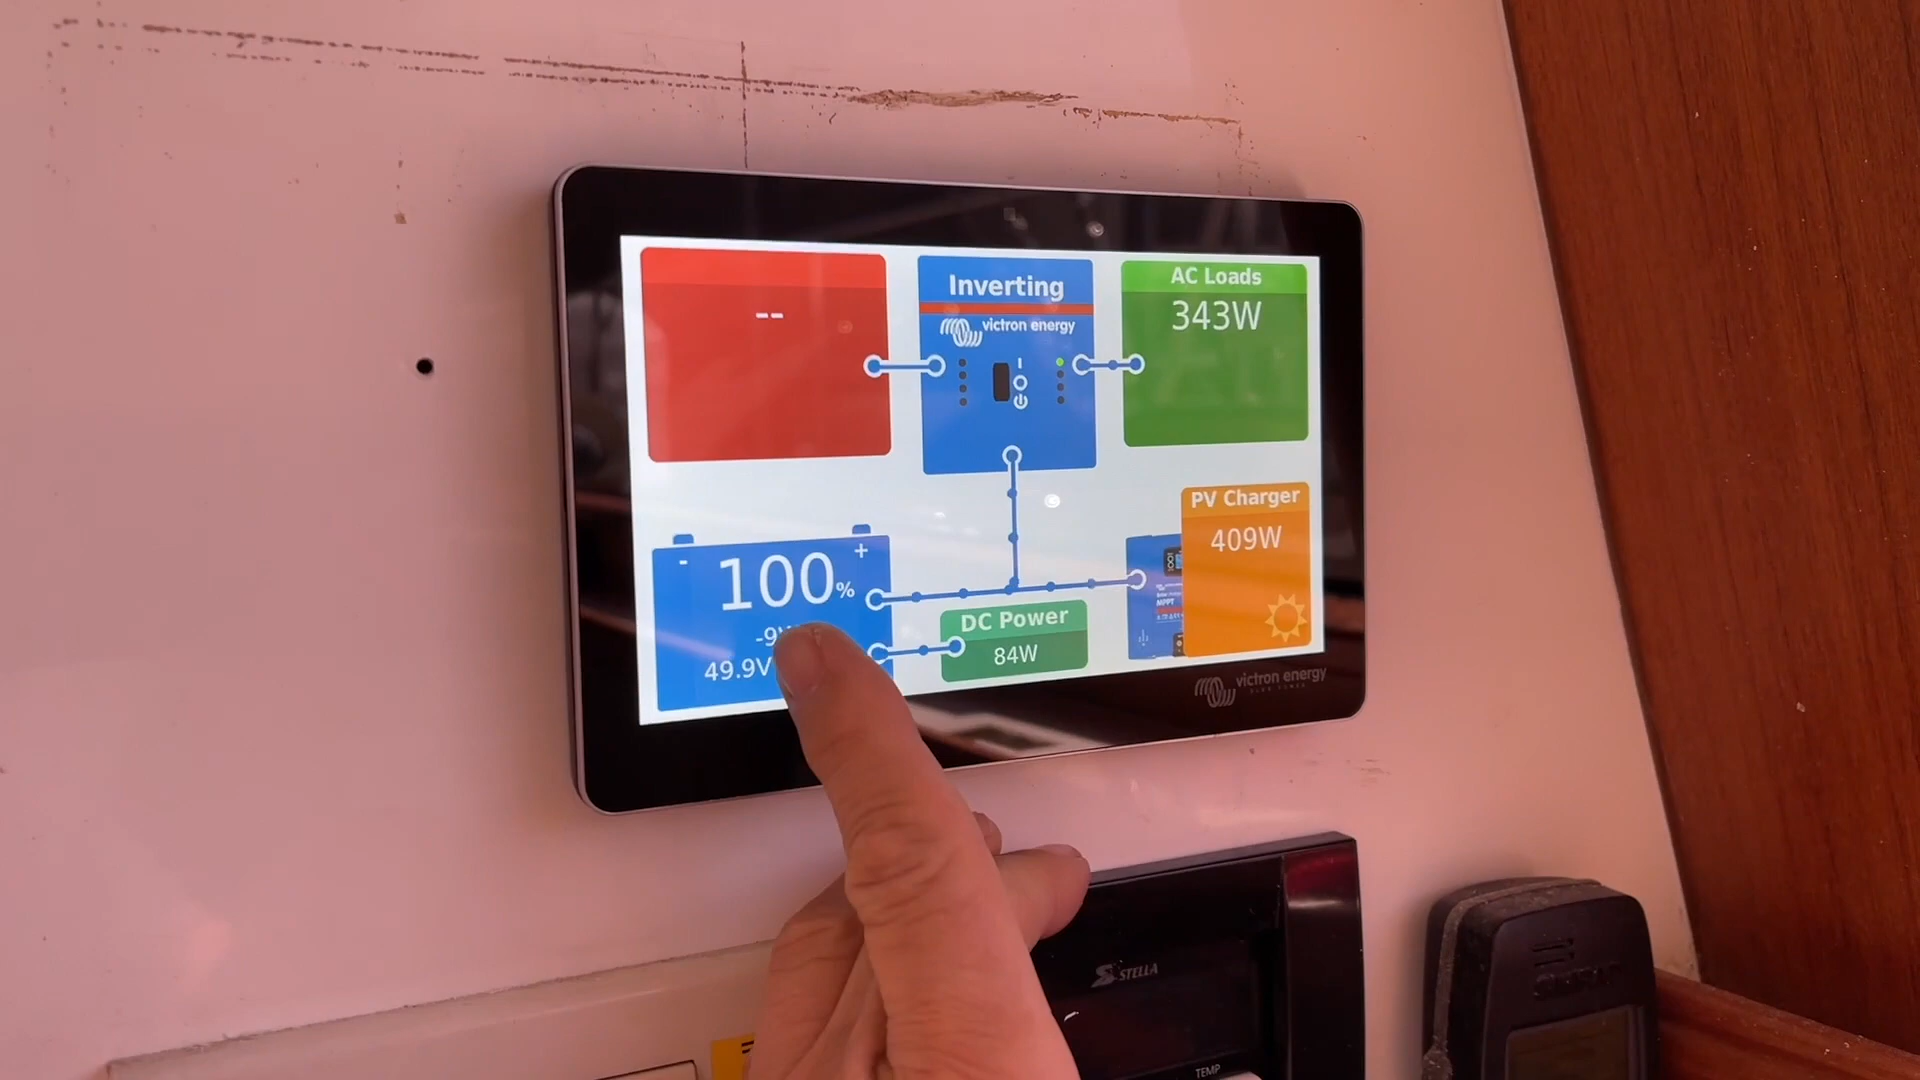 --
Inverting
victron energy
AC Loads
343W
PV Charger
409W
MPPT
- +
100%
-9
49.9V
DC Power
84W
victron energy
STELLA
TEMP